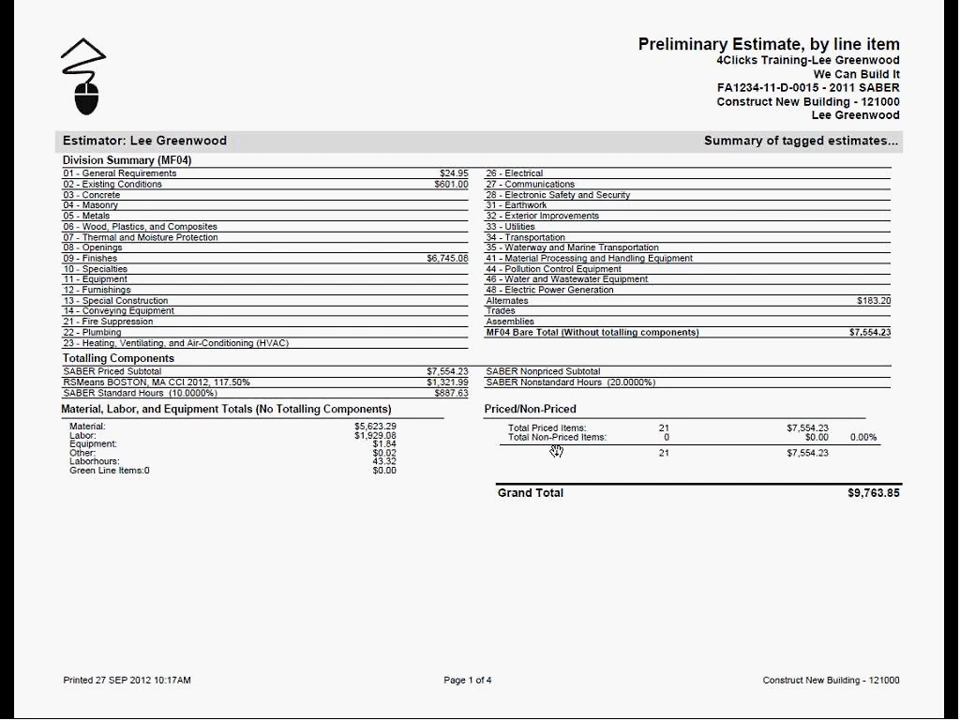 Preliminary Estimate, by line item
4Clicks Training-Lee Greenwood
We Can Build It
FA1234-11-D-0015 - 2011 SABER
Construct New Building - 121000
Lee Greenwood
Estimator: Lee Greenwood Summary of tagged estimates...
Division Summary (MF04)
01 - General Requirements $24.95
02 - Existing Conditions $601.00
03 - Concrete
04 - Masonry
05 - Metals
06 - Wood, Plastics, and Composites
07 - Thermal and Moisture Protection
08 - Openings
09 - Finishes $6,745.08
10 - Specialties
11 - Equipment
12 - Furnishings
13 - Special Construction
14 - Conveying Equipment
21 - Fire Suppression
22 - Plumbing
23 - Heating, Ventilating, and Air-Conditioning (HVAC)
26 - Electrical
27 - Communications
28 - Electronic Safety and Security
31 - Earthwork
32 - Exterior Improvements
33 - Utilities
34 - Transportation
35 - Waterway and Marine Transportation
41 - Material Processing and Handling Equipment
44 - Pollution Control Equipment
46 - Water and Wastewater Equipment
48 - Electric Power Generation
Alternates $183.20
Trades
Assemblies
MF04 Bare Total (Without totalling components) $7,554.23
Totalling Components
SABER Priced Subtotal $7,554.23
RSMeans BOSTON, MA CCI 2012, 117.50% $1,321.99
SABER Standard Hours (10.0000%) $887.63
SABER Nonpriced Subtotal
SABER Nonstandard Hours (20.0000%)
Material, Labor, and Equipment Totals (No Totalling Components)
Material: $5,623.29
Labor: $1,929.08
Equipment: $1.84
Other: $0.02
Laborhours: 43.32
Green Line Items:0 $0.00
Priced/Non-Priced
Total Priced Items: 21 $7,554.23
Total Non-Priced Items: 0 $0.00 0.00%
21 $7,554.23
Grand Total $9,763.85
Printed 27 SEP 2012 10:17AM Page 1 of 4 Construct New Building - 121000